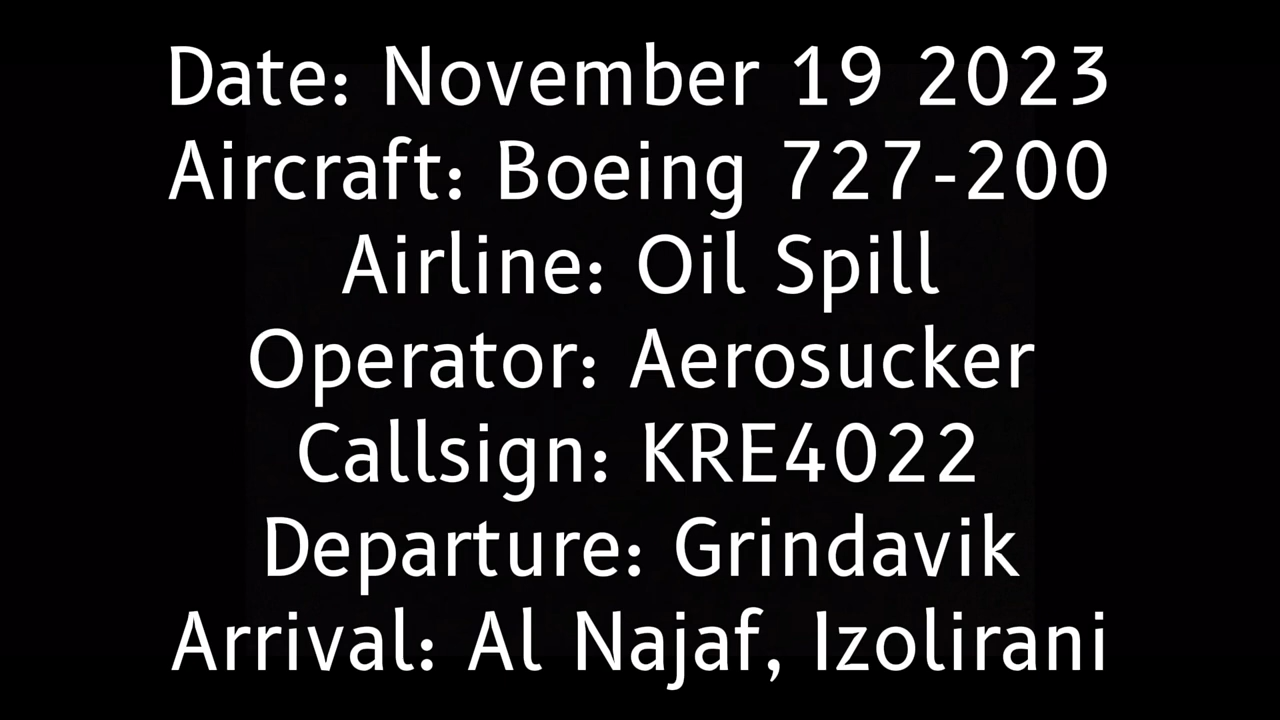 Date: November 19 2023
Aircraft: Boeing 727-200
Airline: Oil Spill
Operator: Aerosucker
Callsign: KRE4022
Departure: Grindavik
Arrival: Al Najaf, Izolirani